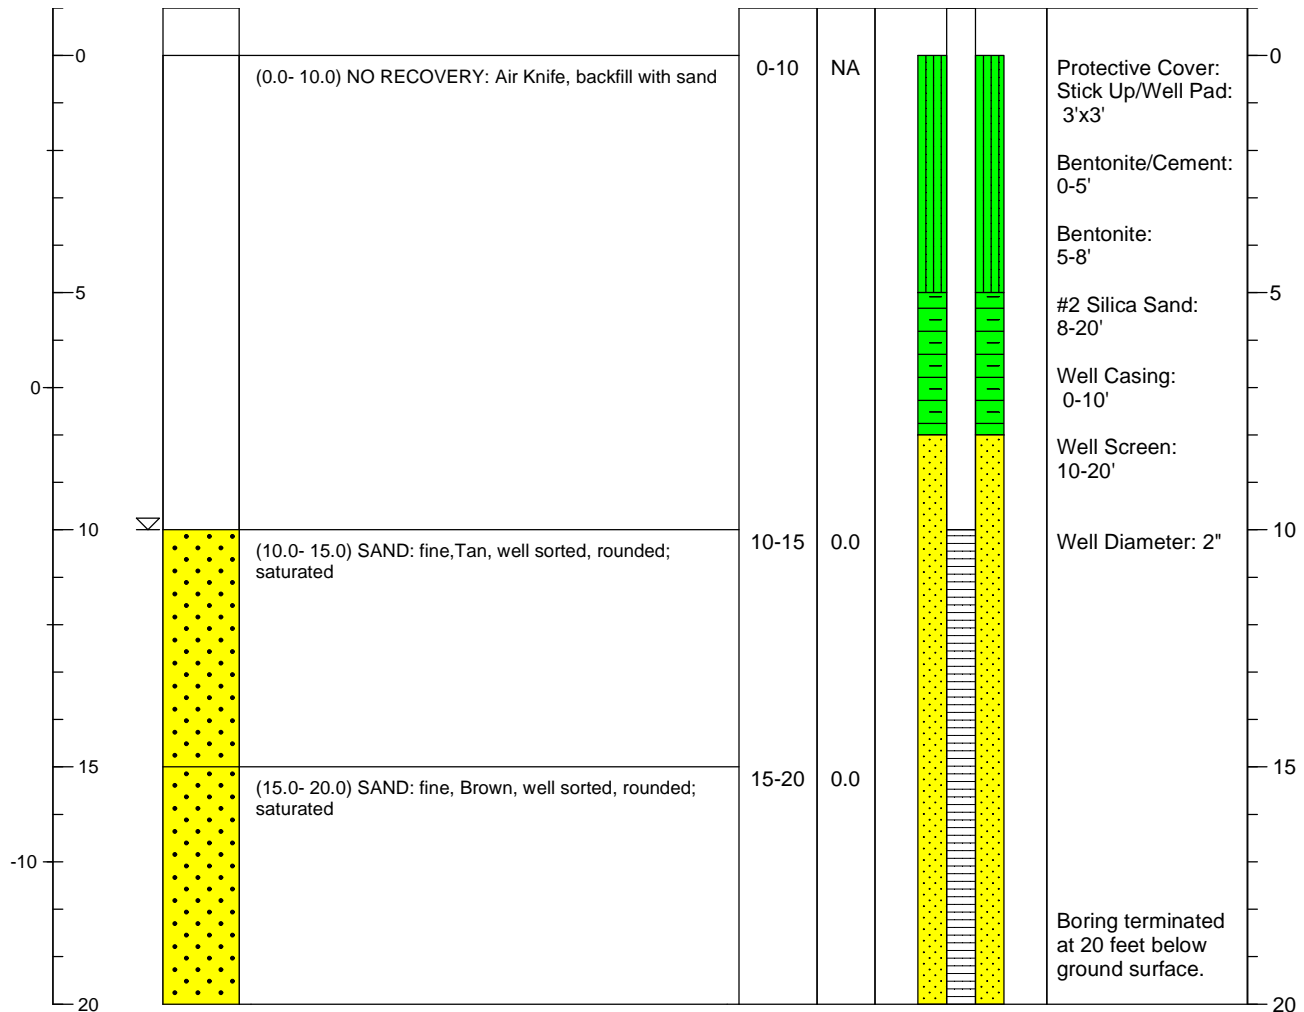 0
(0.0- 10.0) NO RECOVERY: Air Knife, backfill with sand
0-10
NA
Protective Cover:
Stick Up/Well Pad:
3'x3'
0
Bentonite/Cement:
0-5'
Bentonite:
5-8'
5
#2 Silica Sand:
8-20'
5
0
Well Casing:
0-10'
Well Screen:
10-20'
10
(10.0- 15.0) SAND: fine,Tan, well sorted, rounded;
saturated
10-15
0.0
Well Diameter: 2"
10
15
(15.0- 20.0) SAND: fine, Brown, well sorted, rounded;
saturated
15-20
0.0
15
-10
Boring terminated
at 20 feet below
ground surface.
20
20